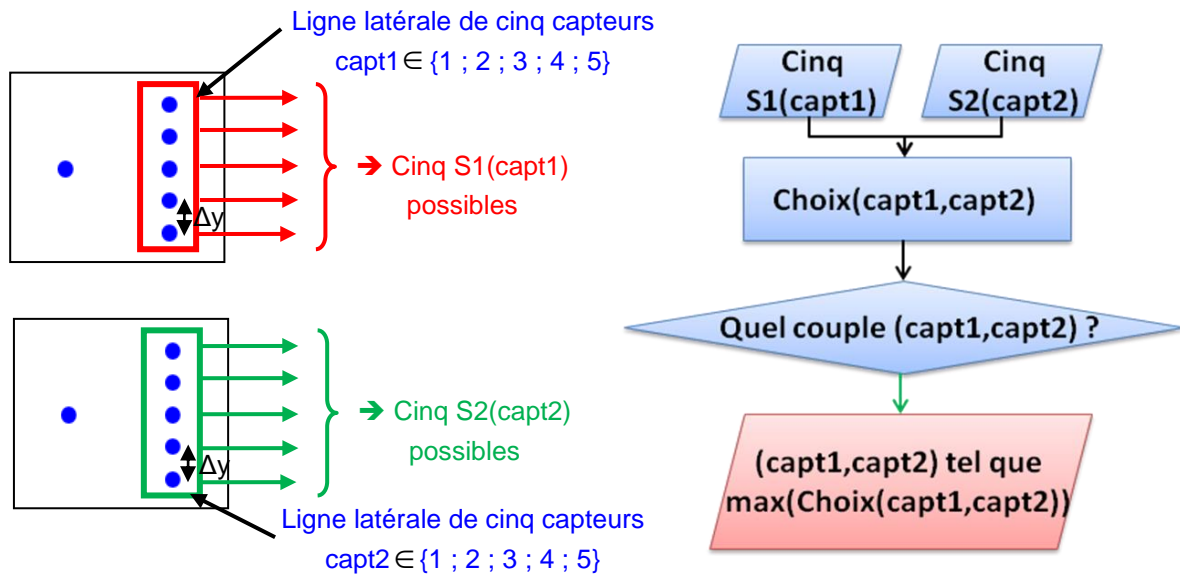 Ligne latérale de cinq capteurs
capt1 ∈ {1 ; 2 ; 3 ; 4 ; 5}
➔ Cinq S1(capt1)
possibles
Δy
➔ Cinq S2(capt2)
possibles
Δy
Ligne latérale de cinq capteurs
capt2 ∈ {1 ; 2 ; 3 ; 4 ; 5}
Cinq
S1(capt1)
Cinq
S2(capt2)
Choix(capt1,capt2)
Quel couple (capt1,capt2) ?
(capt1,capt2) tel que
max(Choix(capt1,capt2))